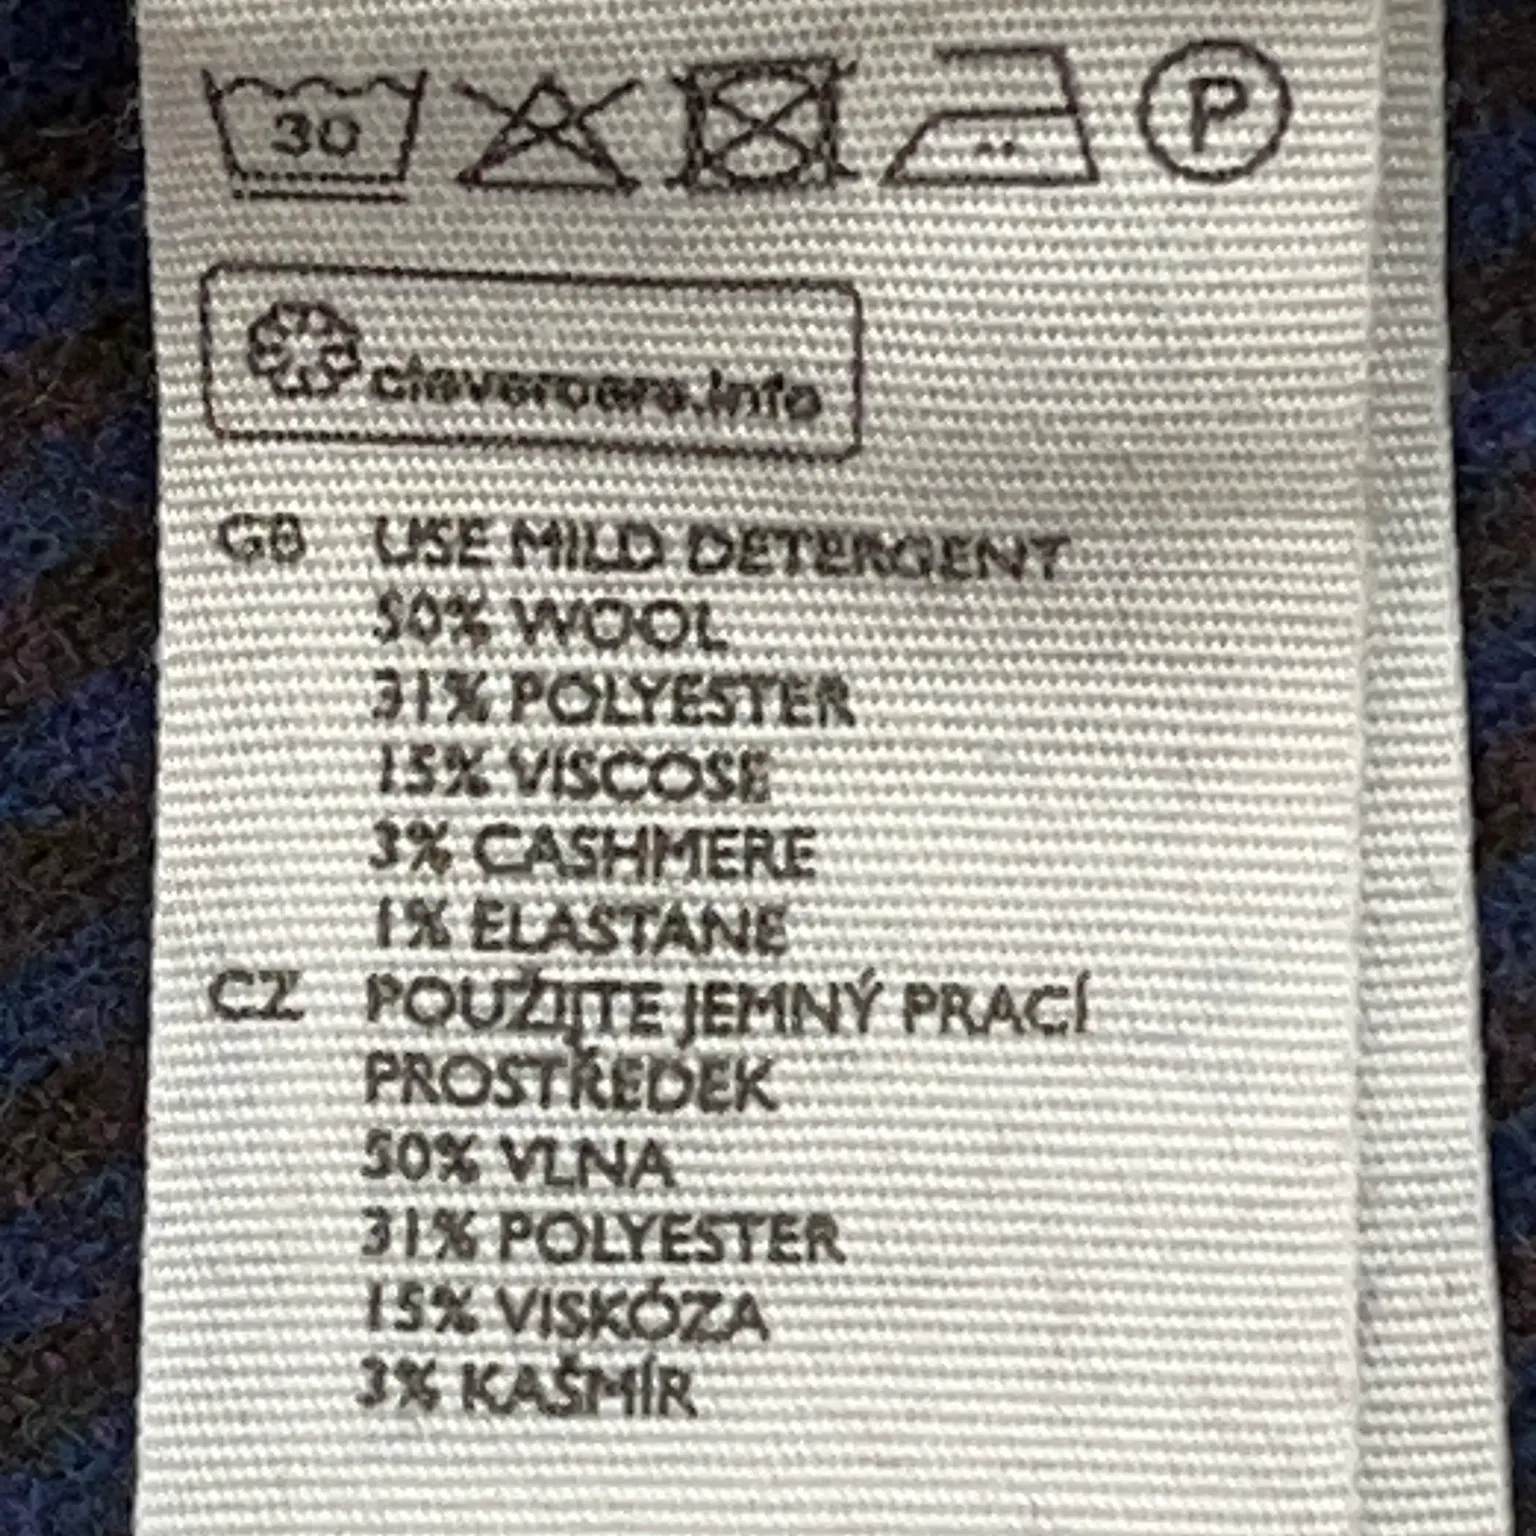 30
P
clevercare.info
GB USE MILD DETERGENT
50% WOOL
31% POLYESTER
15% VISCOSE
3% CASHMERE
1% ELASTANE
CZ POUŽIJTE JEMNÝ PRACÍ
PROSTŘEDEK
50% VLNA
31% POLYESTER
15% VISKÓZA
3% KAŠMÍR